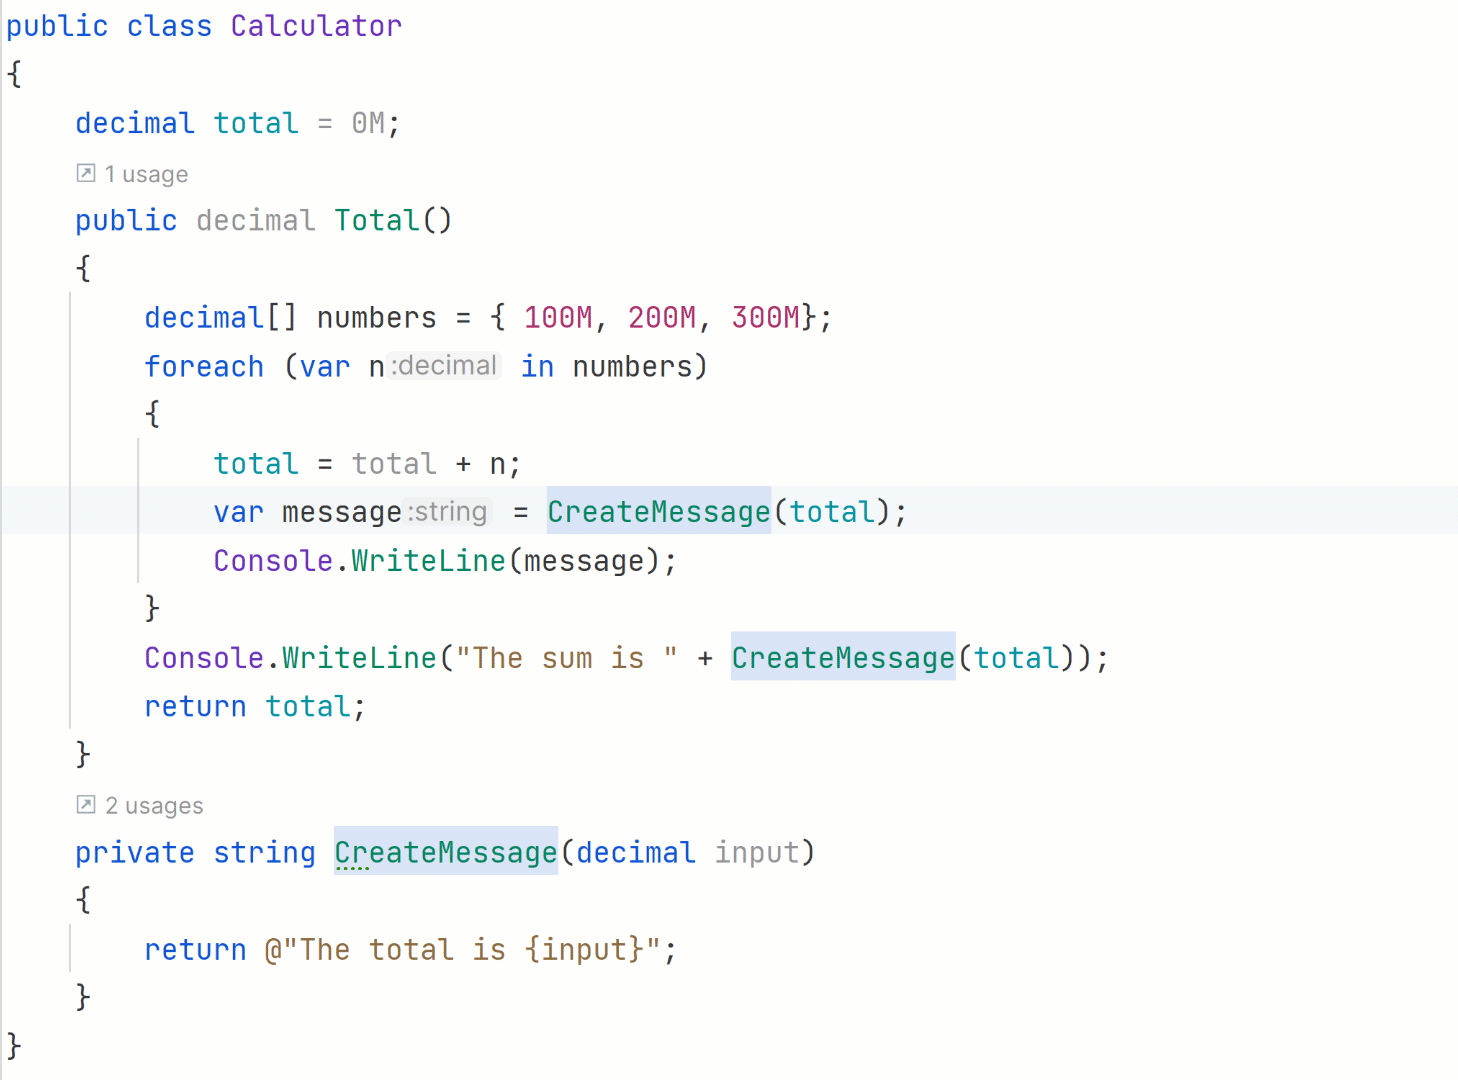 public class Calculator
{
decimal total = 0M;
1 usage
public decimal Total()
{
decimal[] numbers = { 100M, 200M, 300M};
foreach (var n :decimal in numbers)
{
total = total + n;
var message :string = CreateMessage(total);
Console.WriteLine(message);
}
Console.WriteLine("The sum is " + CreateMessage(total));
return total;
}
2 usages
private string CreateMessage(decimal input)
{
return @"The total is {input}";
}
}